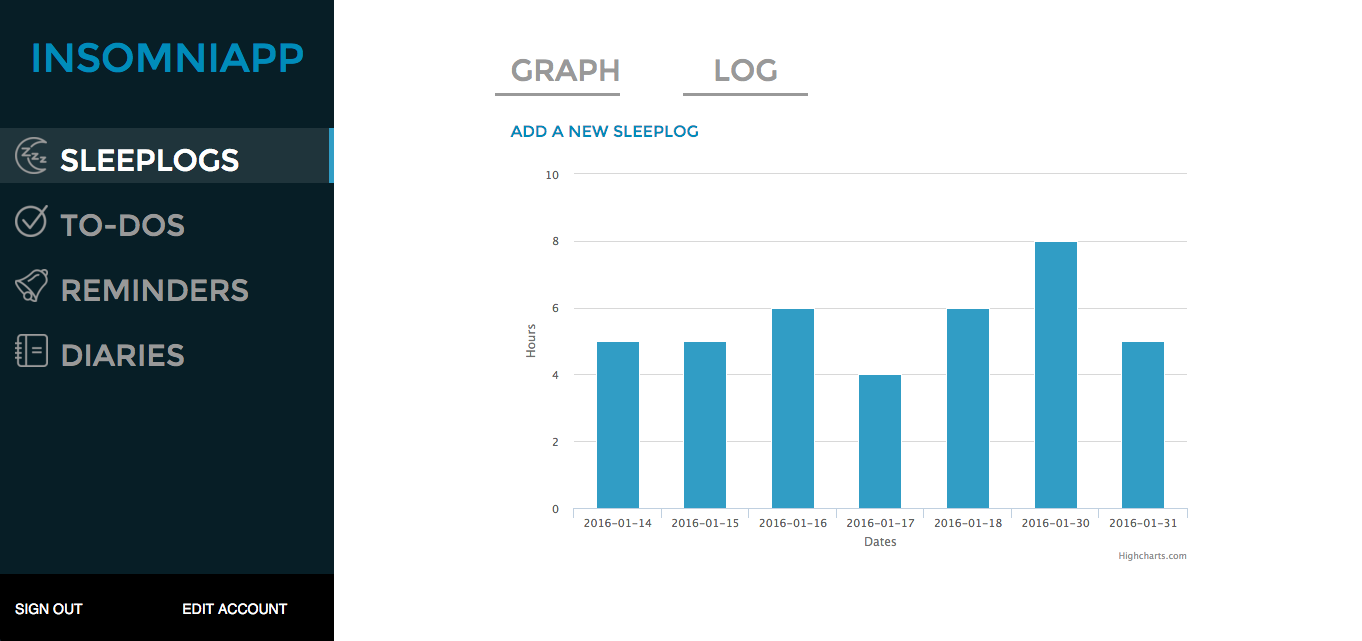 INSOMNIAPP
SLEEPLOGS
TO-DOS
REMINDERS
DIARIES
SIGN OUT EDIT ACCOUNT
GRAPH LOG
ADD A NEW SLEEPLOG
10
8
6
4
2
0
Hours
2016-01-14 2016-01-15 2016-01-16 2016-01-17 2016-01-18 2016-01-30 2016-01-31
Dates
Highcharts.com